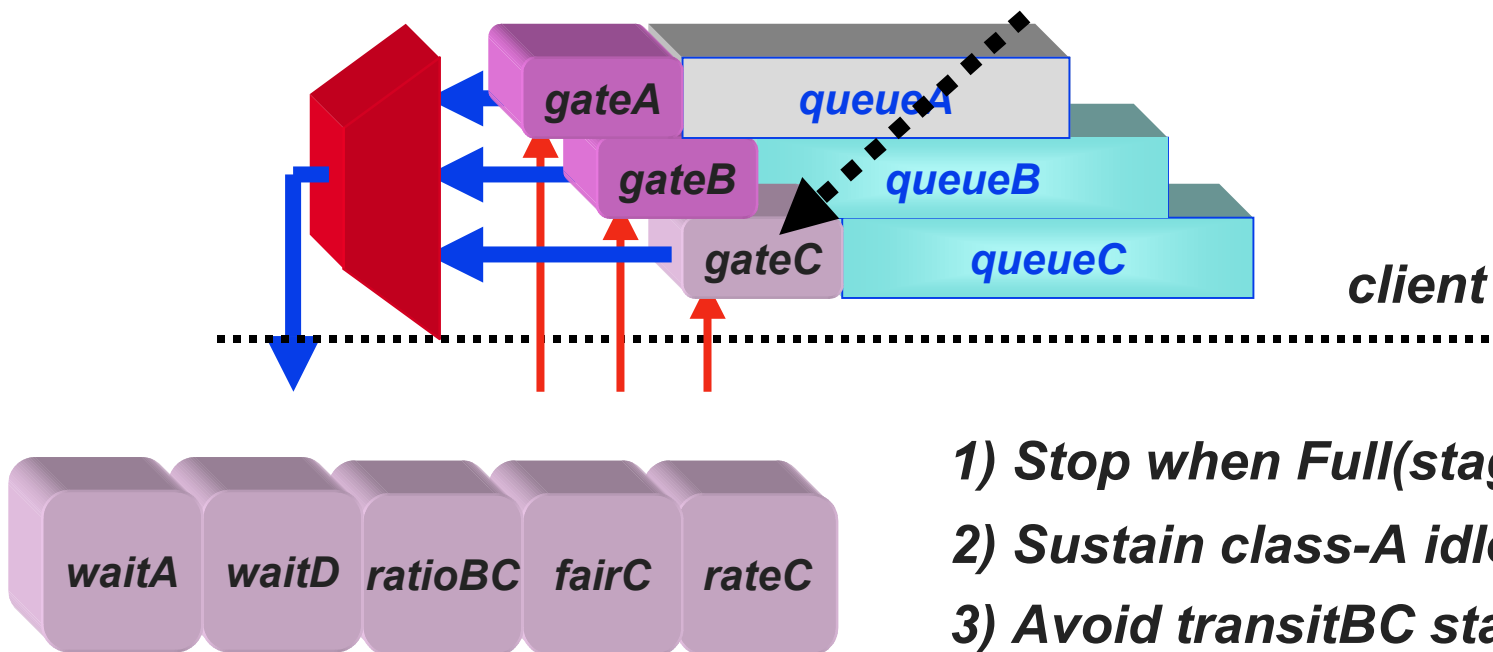 gateA queueA
gateB queueB
gateC queueC
client
waitA waitD ratioBC fairC rateC
1) Stop when Full(stag
2) Sustain class-A idle
3) Avoid transitBC sta